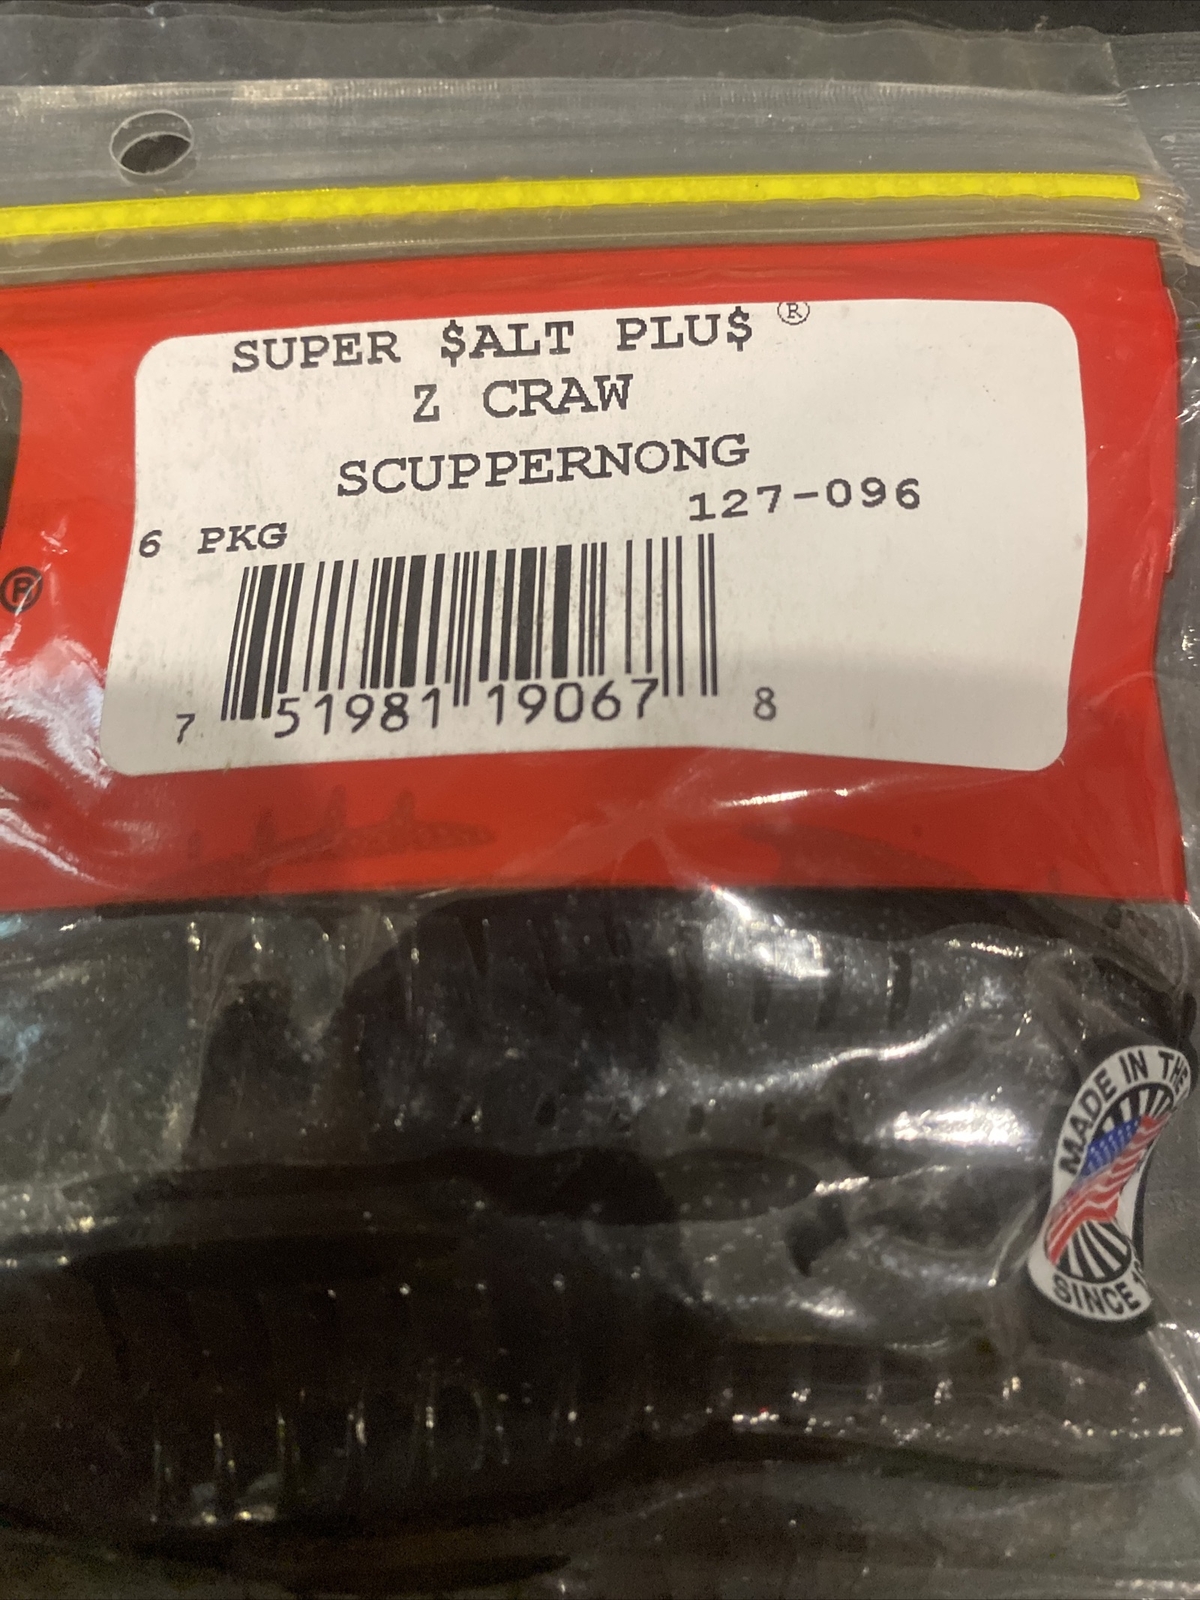 SUPER $ALT PLU$ ®
Z CRAW
SCUPPERNONG
127-096
6 PKG
7 51981 19067 8
®
MADE IN THE
SINCE